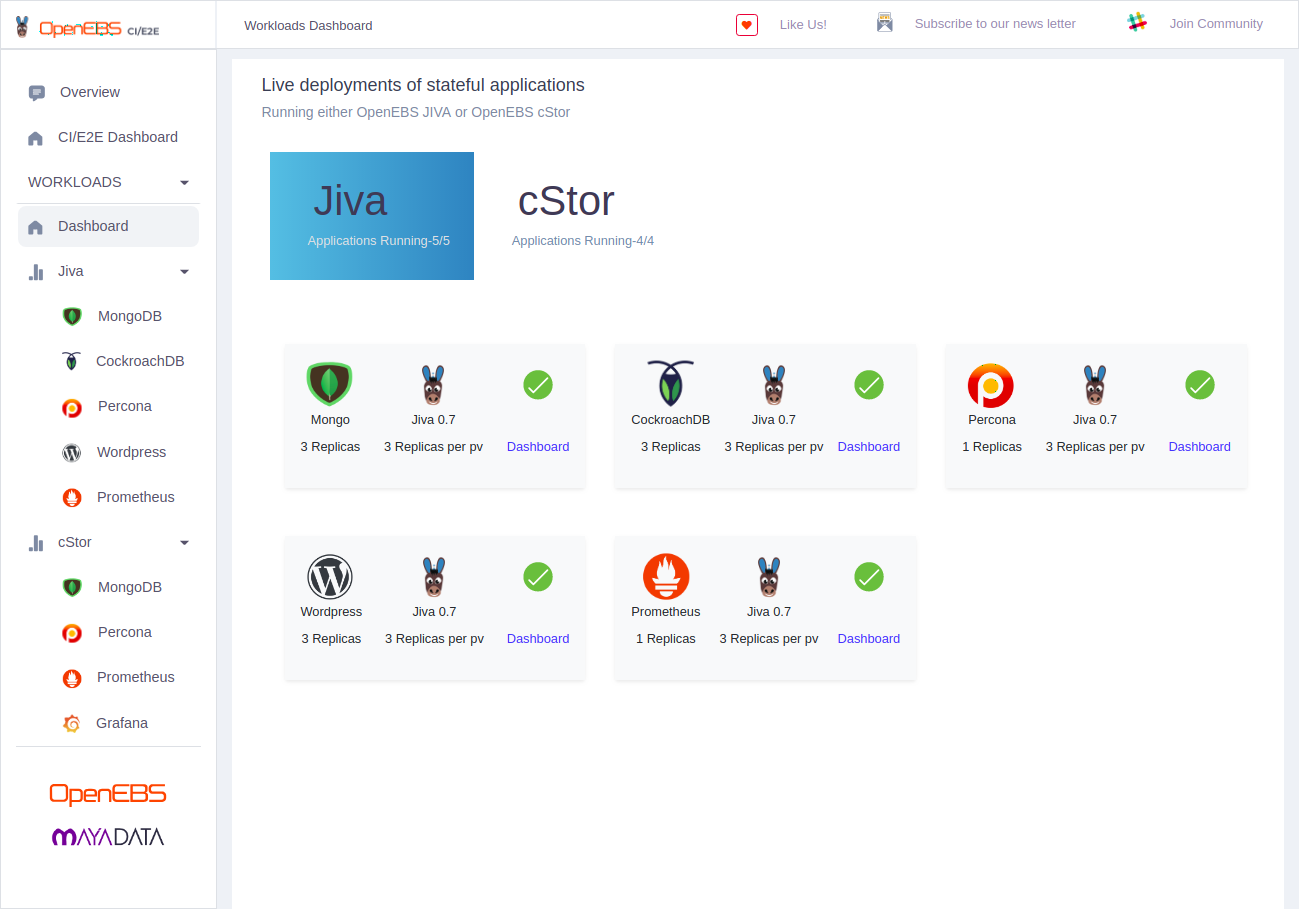 OpenEBS CI/E2E
Workloads Dashboard
Like Us!
Subscribe to our news letter
Join Community
Overview
CI/E2E Dashboard
WORKLOADS
Dashboard
Jiva
MongoDB
CockroachDB
Percona
Wordpress
Prometheus
cStor
MongoDB
Percona
Prometheus
Grafana
OpenEBS
MAYADATA
Live deployments of stateful applications
Running either OpenEBS JIVA or OpenEBS cStor
Jiva
Applications Running-5/5
cStor
Applications Running-4/4
Mongo
Jiva 0.7
3 Replicas
3 Replicas per pv
Dashboard
CockroachDB
Jiva 0.7
3 Replicas
3 Replicas per pv
Dashboard
Percona
Jiva 0.7
1 Replicas
3 Replicas per pv
Dashboard
Wordpress
Jiva 0.7
3 Replicas
3 Replicas per pv
Dashboard
Prometheus
Jiva 0.7
1 Replicas
3 Replicas per pv
Dashboard